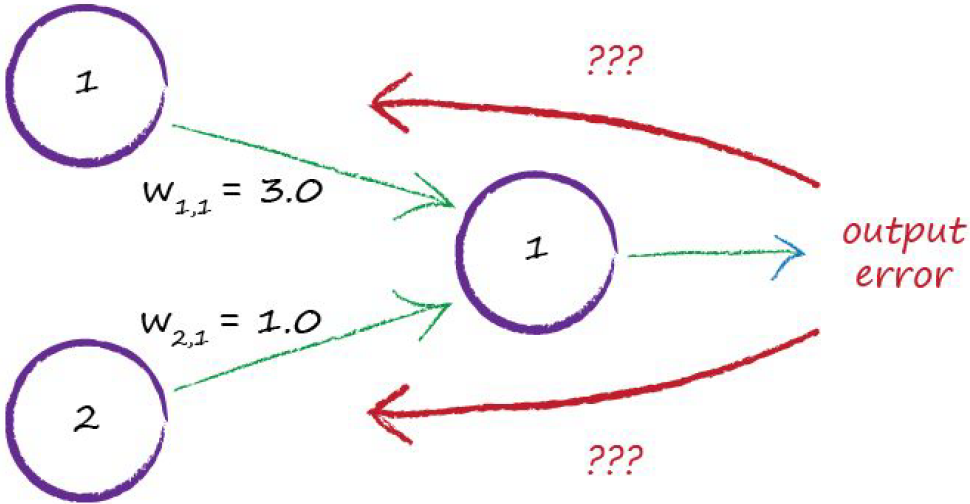 ???
1
w1,1 = 3.0
1
output
error
w2,1 = 1.0
2
???